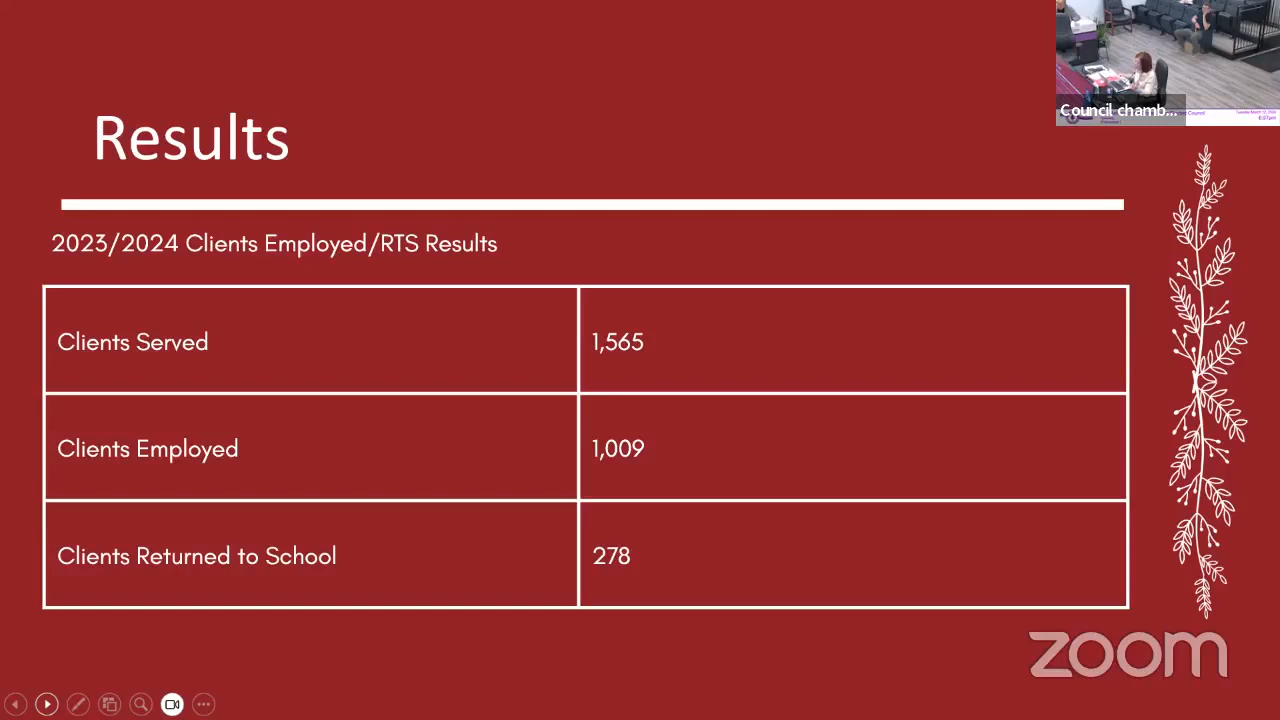 Council chamb...
Results
2023/2024 Clients Employed/RTS Results
Clients Served 1,565
Clients Employed 1,009
Clients Returned to School 278
zoom